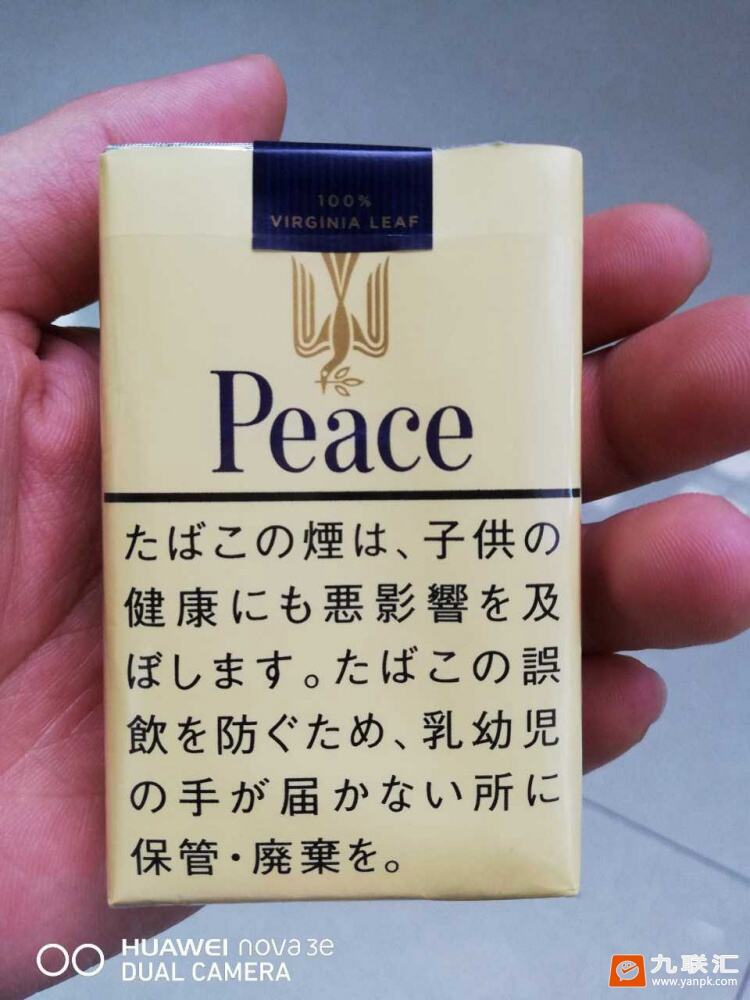 100%
VIRGINIA LEAF
Peace
たばこの煙は、子供の
健康にも悪影響を及
ぼします。たばこの誤
飲を防ぐため、乳幼児
の手が届かない所に
保管・廃棄を。
HUAWEI nova 3e
DUAL CAMERA
九联汇
www.yanpk.com